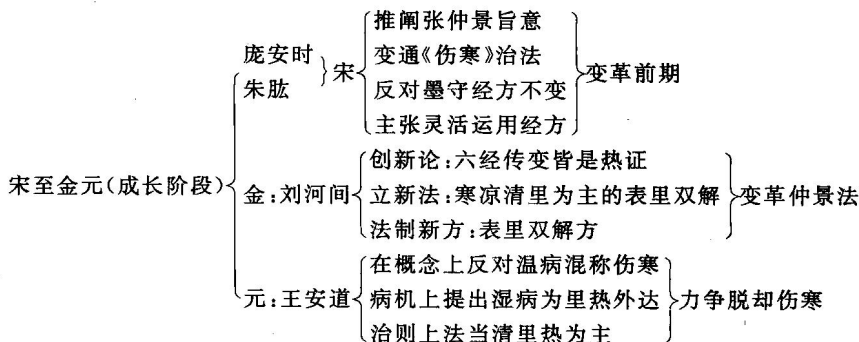 推阐张仲景旨意
庞安时
变通《伤寒》治法
朱肱
宋
变革前期
反对墨守经方不变
主张灵活运用经方
宋至金元(成长阶段)
创新论:六经传变皆是热证
金:刘河间
立新法:寒凉清里为主的表里双解
变革仲景法
法制新方:表里双解方
在概念上反对温病混称伤寒
元:王安道
病机上提出湿病为里热外达
力争脱却伤寒
治则上法当清里热为主